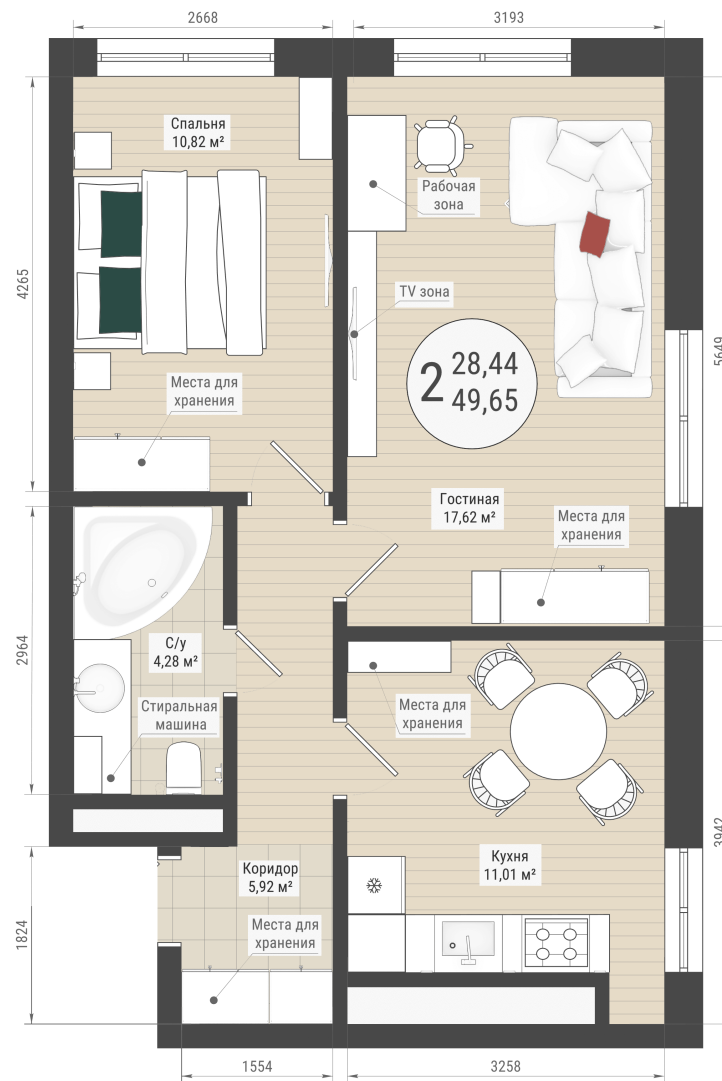 2668
3193
Спальня
10,82 м²
Рабочая
зона
4265
TV зона
5649
2
28,44
49,65
Места для
хранения
Гостиная
17,62 м²
Места для
хранения
2964
С/у
4,28 м²
Стиральная
машина
Места для
хранения
3942
Кухня
11,01 м²
Коридор
5,92 м²
1824
Места для
хранения
1554
3258